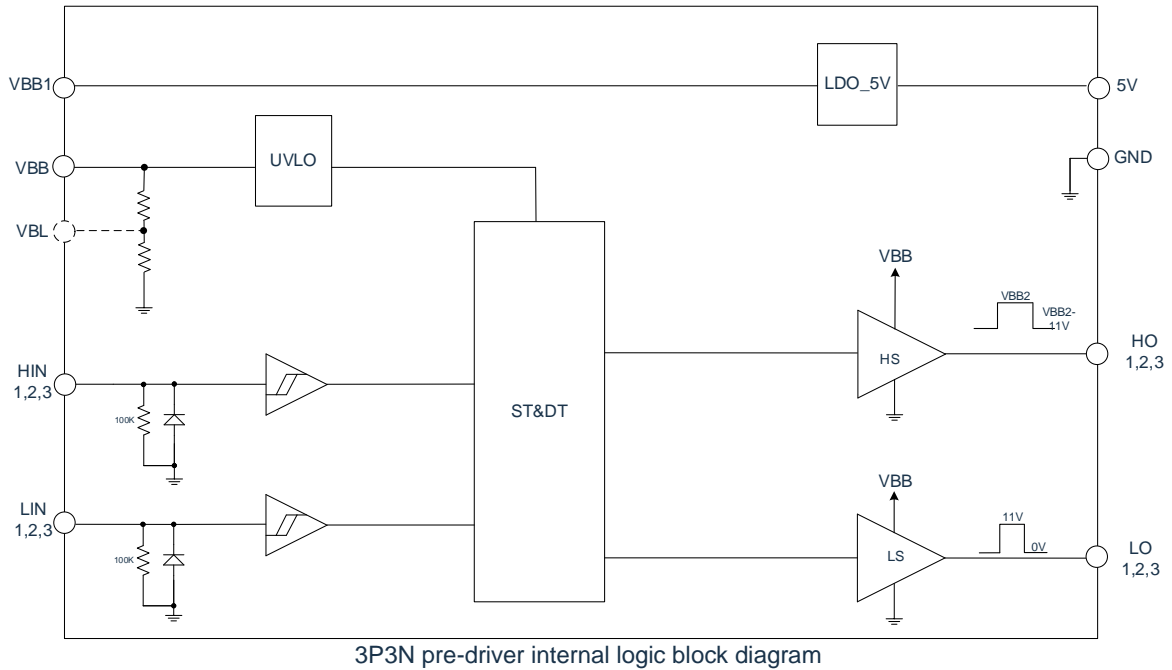 VBB1
LDO_5V
5V
VBB
UVLO
GND
VBL
VBB
VBB2
VBB2-
11V
HIN
1,2,3
100K
ST&DT
HS
HO
1,2,3
VBB
LIN
1,2,3
100K
LS
11V
0V
LO
1,2,3
3P3N pre-driver internal logic block diagram